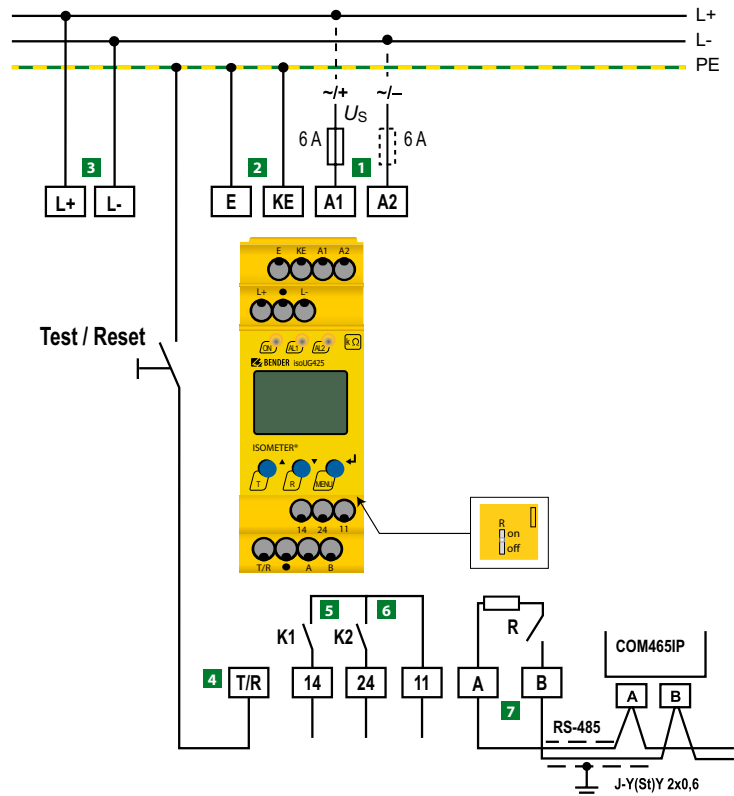 L+
L-
PE
~/+
~/–
US
6 A
6 A
3
2
1
L+
L-
E
KE
A1
A2
E
KE
A1
A2
L+
L-
Test / Reset
ON
AL1
AL2
kΩ
BENDER isoUG425
ISOMETER®
T
R
MENU
14
24
11
T/R
A
B
R
on
off
5
6
K1
K2
R
COM465IP
4
T/R
14
24
11
A
B
7
A
B
RS-485
J-Y(St)Y 2x0,6